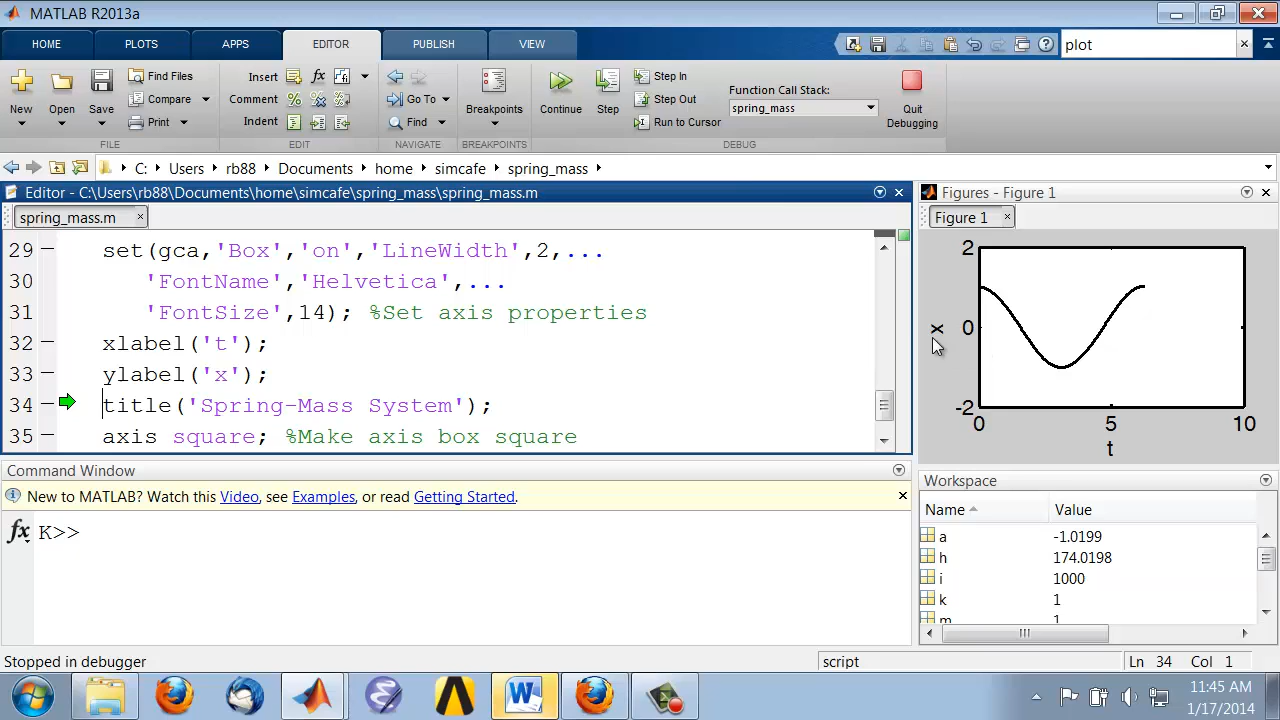 MATLAB R2013a
HOME PLOTS APPS EDITOR PUBLISH VIEW plot
New Open Save Find Files Compare Print
FILE
Insert fx
Comment
Indent
EDIT
Go To
Find
NAVIGATE
Breakpoints
BREAKPOINTS
Continue Step Step In
Step Out
Run to Cursor
Function Call Stack:
spring_mass
Quit
Debugging
DEBUG
C: Users rb88 Documents home simcafe spring_mass
Editor - C:\Users\rb88\Documents\home\simcafe\spring_mass\spring_mass.m
spring_mass.m
29 set(gca,'Box','on','LineWidth',2,...
30 'FontName','Helvetica',...
31 'FontSize',14); %Set axis properties
32 xlabel('t');
33 ylabel('x');
34 title('Spring-Mass System');
35 axis square; %Make axis box square
Figures - Figure 1
Figure 1
2
x 0
-2
0 5 10
t
Command Window
New to MATLAB? Watch this Video, see Examples, or read Getting Started.
fx K>>
Workspace
Name Value
a -1.0199
h 174.0198
i 1000
k 1
m 1
Stopped in debugger script Ln 34 Col 1
11:45 AM
1/17/2014